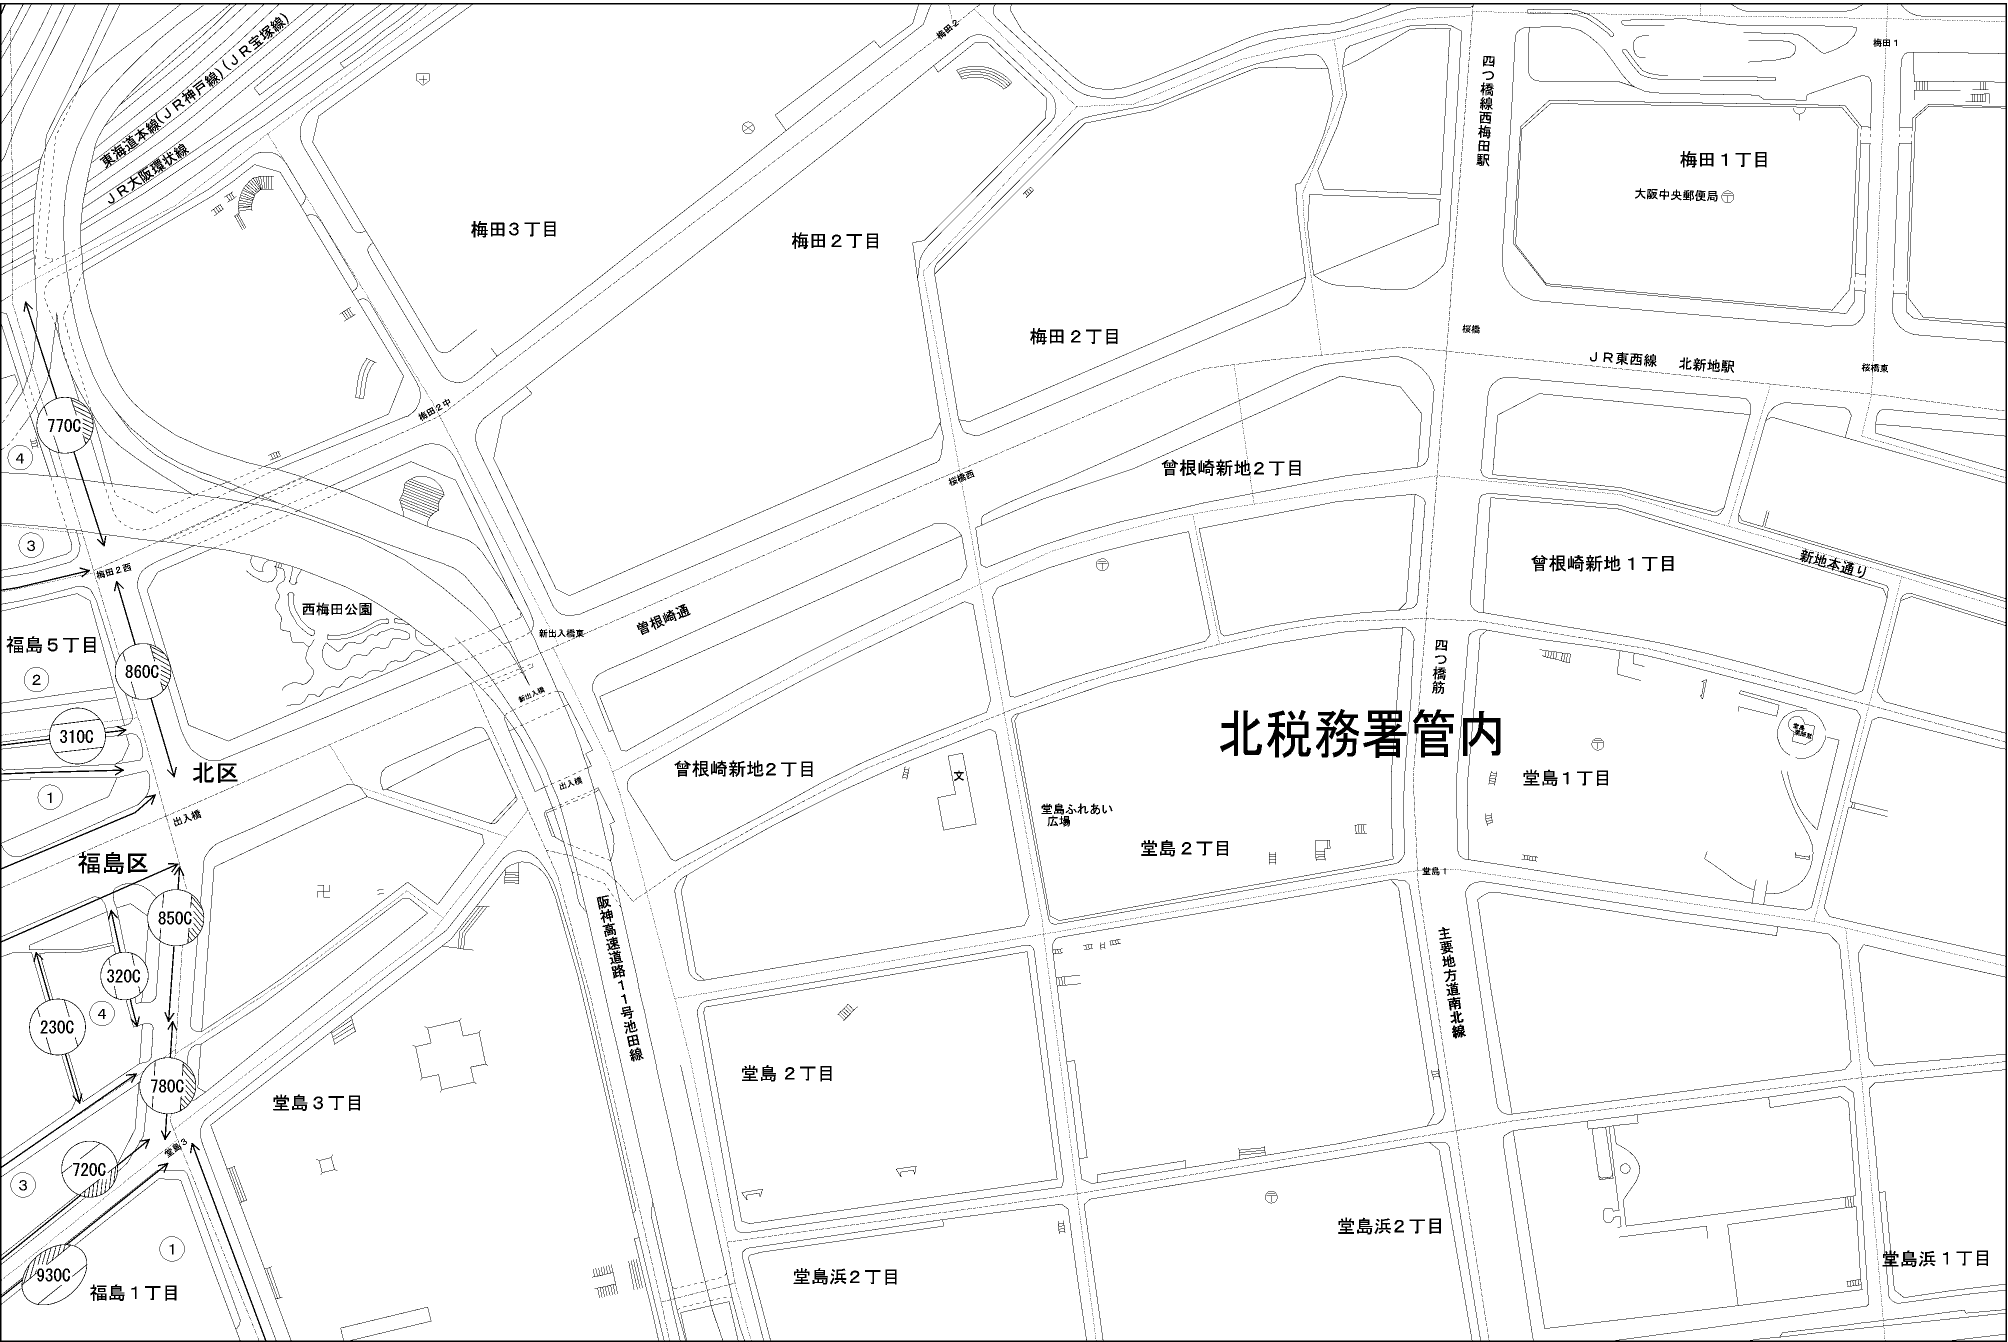 東海道本線(ＪＲ神戸線)(ＪＲ宝塚線)
ＪＲ大阪環状線
梅田2
四つ橋線西梅田駅
梅田1
梅田１丁目
大阪中央郵便局
梅田３丁目
梅田２丁目
梅田２丁目
桜橋
ＪＲ東西線　北新地駅
桜橋東
770C
4
梅田2中
桜橋西
曾根崎新地２丁目
3
梅田2西
曾根崎新地１丁目
新地本通り
西梅田公園
曽根崎通
新出入橋東
福島５丁目
2
860C
四つ橋筋
新出入橋
310C
北税務署管内
北区
曾根崎新地２丁目
文
出入橋
堂島１丁目
1
堂島ふれあい
広場
出入橋
堂島２丁目
福島区
堂島1
卍
850C
阪神高速道路１１号池田線
主要地方道南北線
320C
230C
4
堂島２丁目
780C
堂島３丁目
堂島3
720C
3
堂島浜２丁目
1
930C
福島１丁目
堂島浜２丁目
堂島浜１丁目